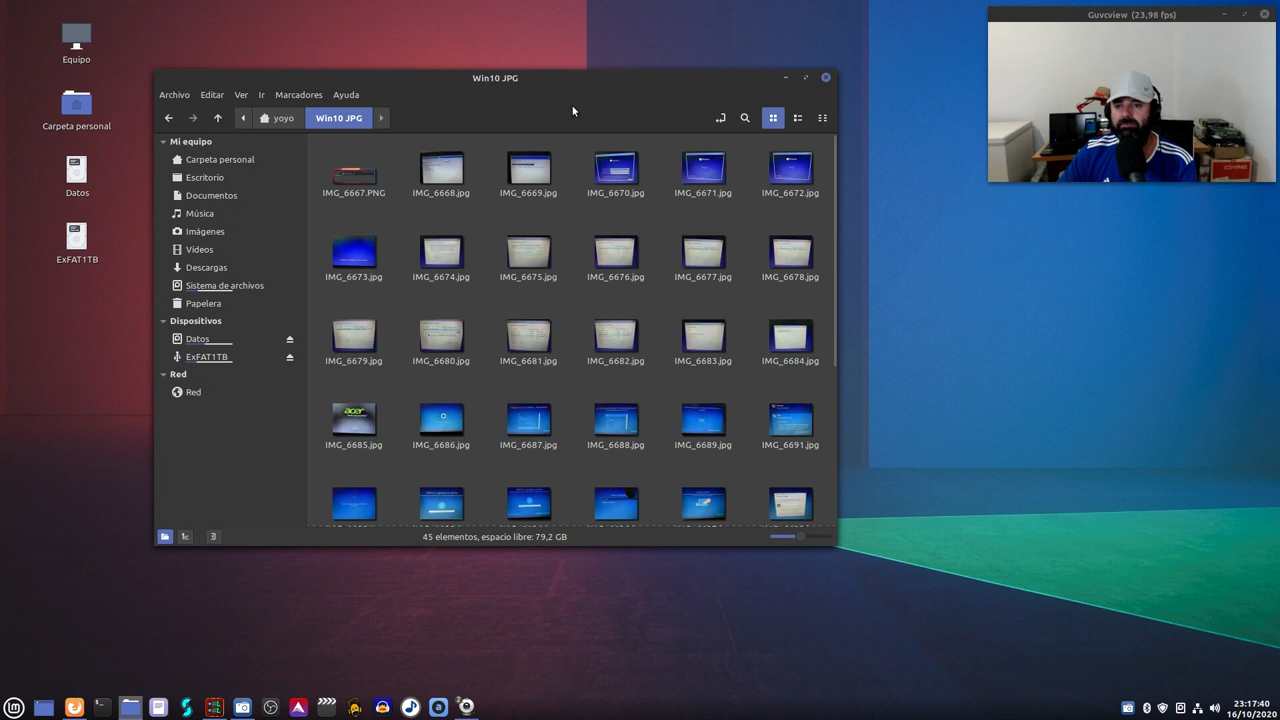 Equipo
Carpeta personal
Datos
ExFAT1TB
Win10 JPG
Archivo Editar Ver Ir Marcadores Ayuda
yoyo Win10 JPG
Mi equipo
Carpeta personal
Escritorio
Documentos
Música
Imágenes
Vídeos
Descargas
Sistema de archivos
Papelera
Dispositivos
Datos
ExFAT1TB
Red
Red
IMG_6667.PNG IMG_6668.jpg IMG_6669.jpg IMG_6670.jpg IMG_6671.jpg IMG_6672.jpg
IMG_6673.jpg IMG_6674.jpg IMG_6675.jpg IMG_6676.jpg IMG_6677.jpg IMG_6678.jpg
IMG_6679.jpg IMG_6680.jpg IMG_6681.jpg IMG_6682.jpg IMG_6683.jpg IMG_6684.jpg
acer
IMG_6685.jpg IMG_6686.jpg IMG_6687.jpg IMG_6688.jpg IMG_6689.jpg IMG_6691.jpg
45 elementos, espacio libre: 79,2 GB
Guvcview (23,98 fps)
23:17:40
16/10/2020